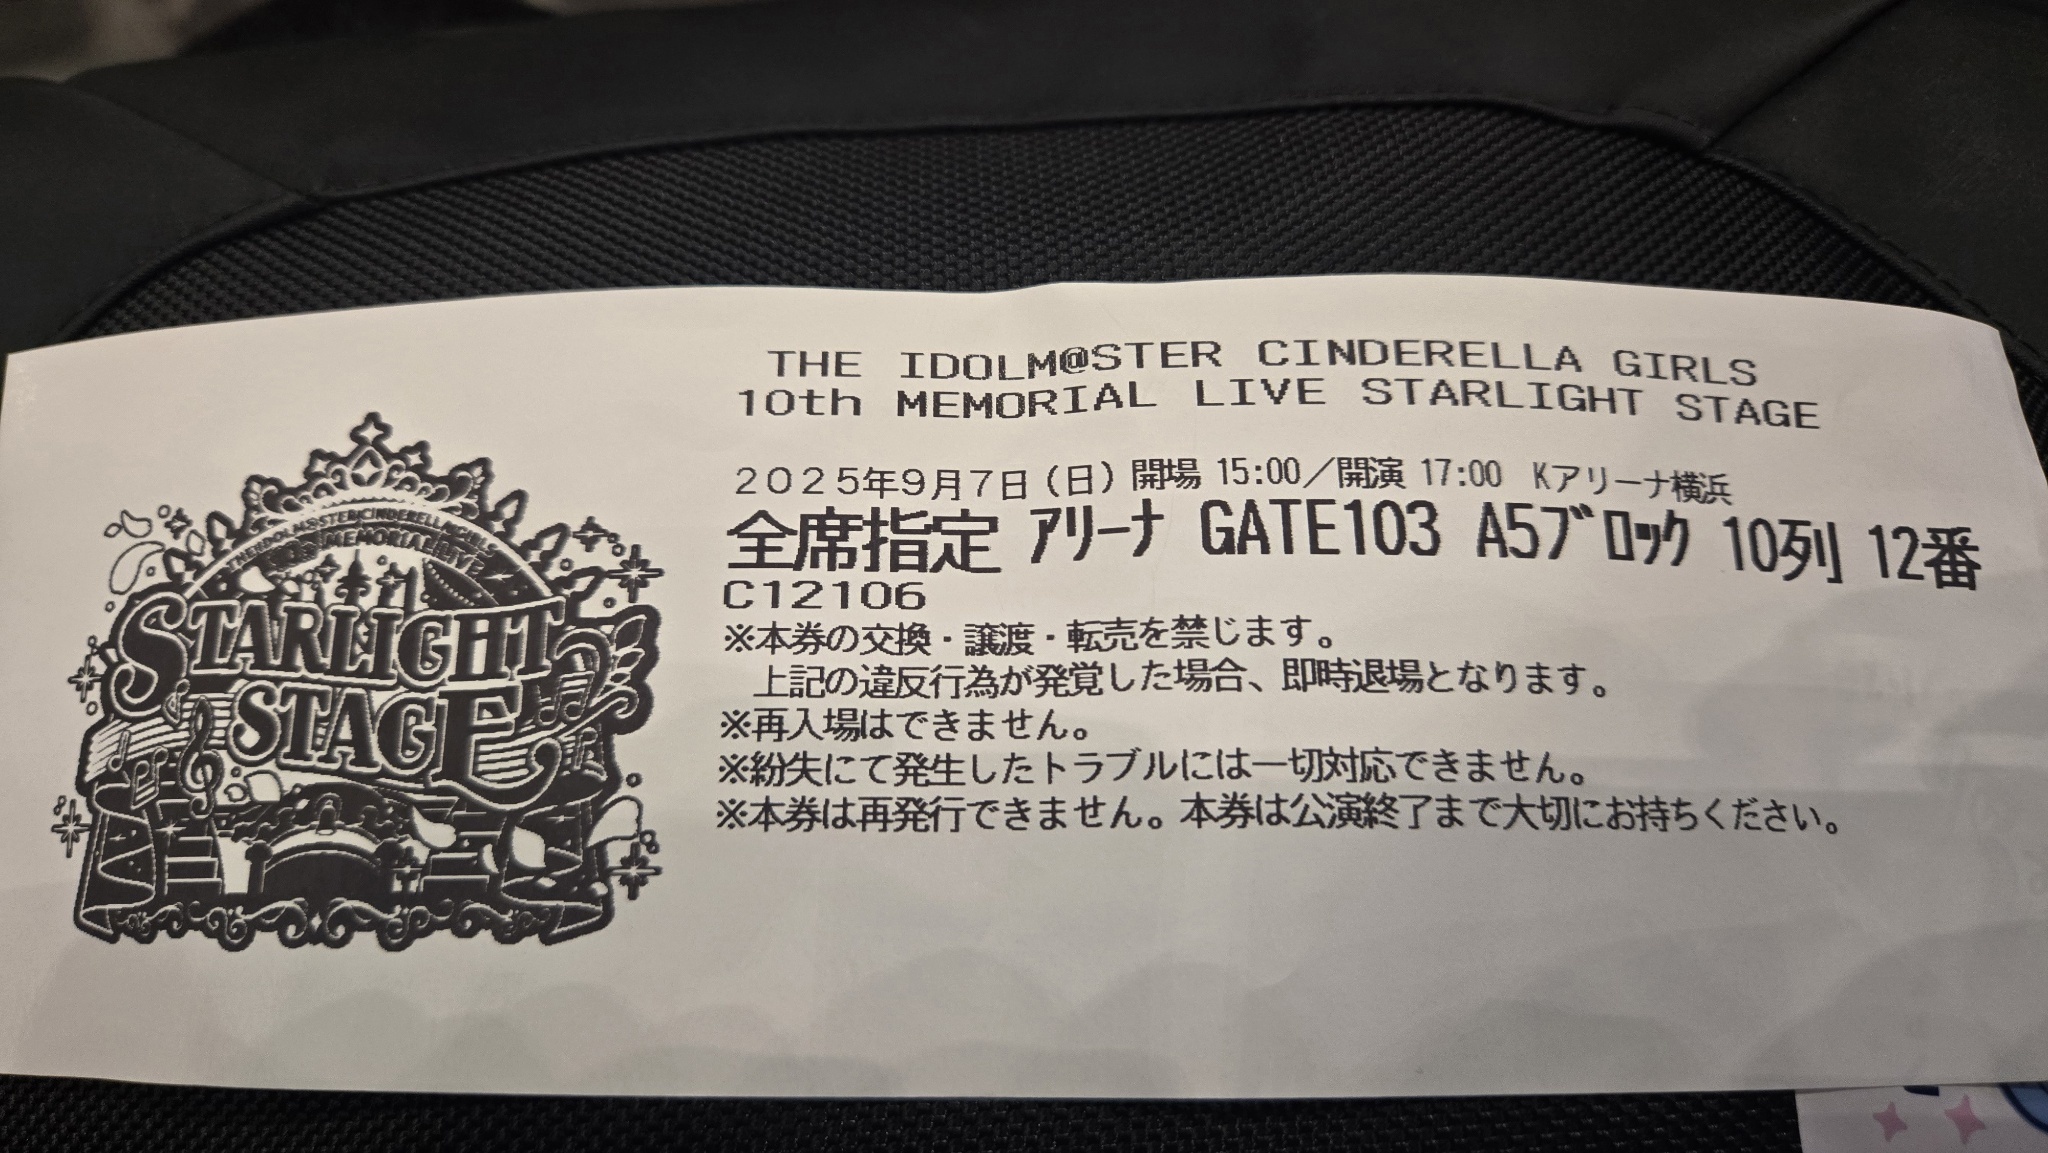 THE IDOLM@STER CINDERELLA GIRLS
10th MEMORIAL LIVE STARLIGHT STAGE
2025年9月7日(日) 開場 15:00/開演 17:00 Kアリーナ横浜
全席指定 アリーナ GATE103 A5ブロック 10列 12番
C12106
※本券の交換・譲渡・転売を禁じます。
上記の違反行為が発覚した場合、即時退場となります。
※再入場はできません。
※紛失にて発生したトラブルには一切対応できません。
※本券は再発行できません。本券は公演終了まで大切にお持ちください。
THE IDOLM@STER CINDERELLA GIRLS
10th MEMORIAL LIVE
STARLIGHT
STAGE